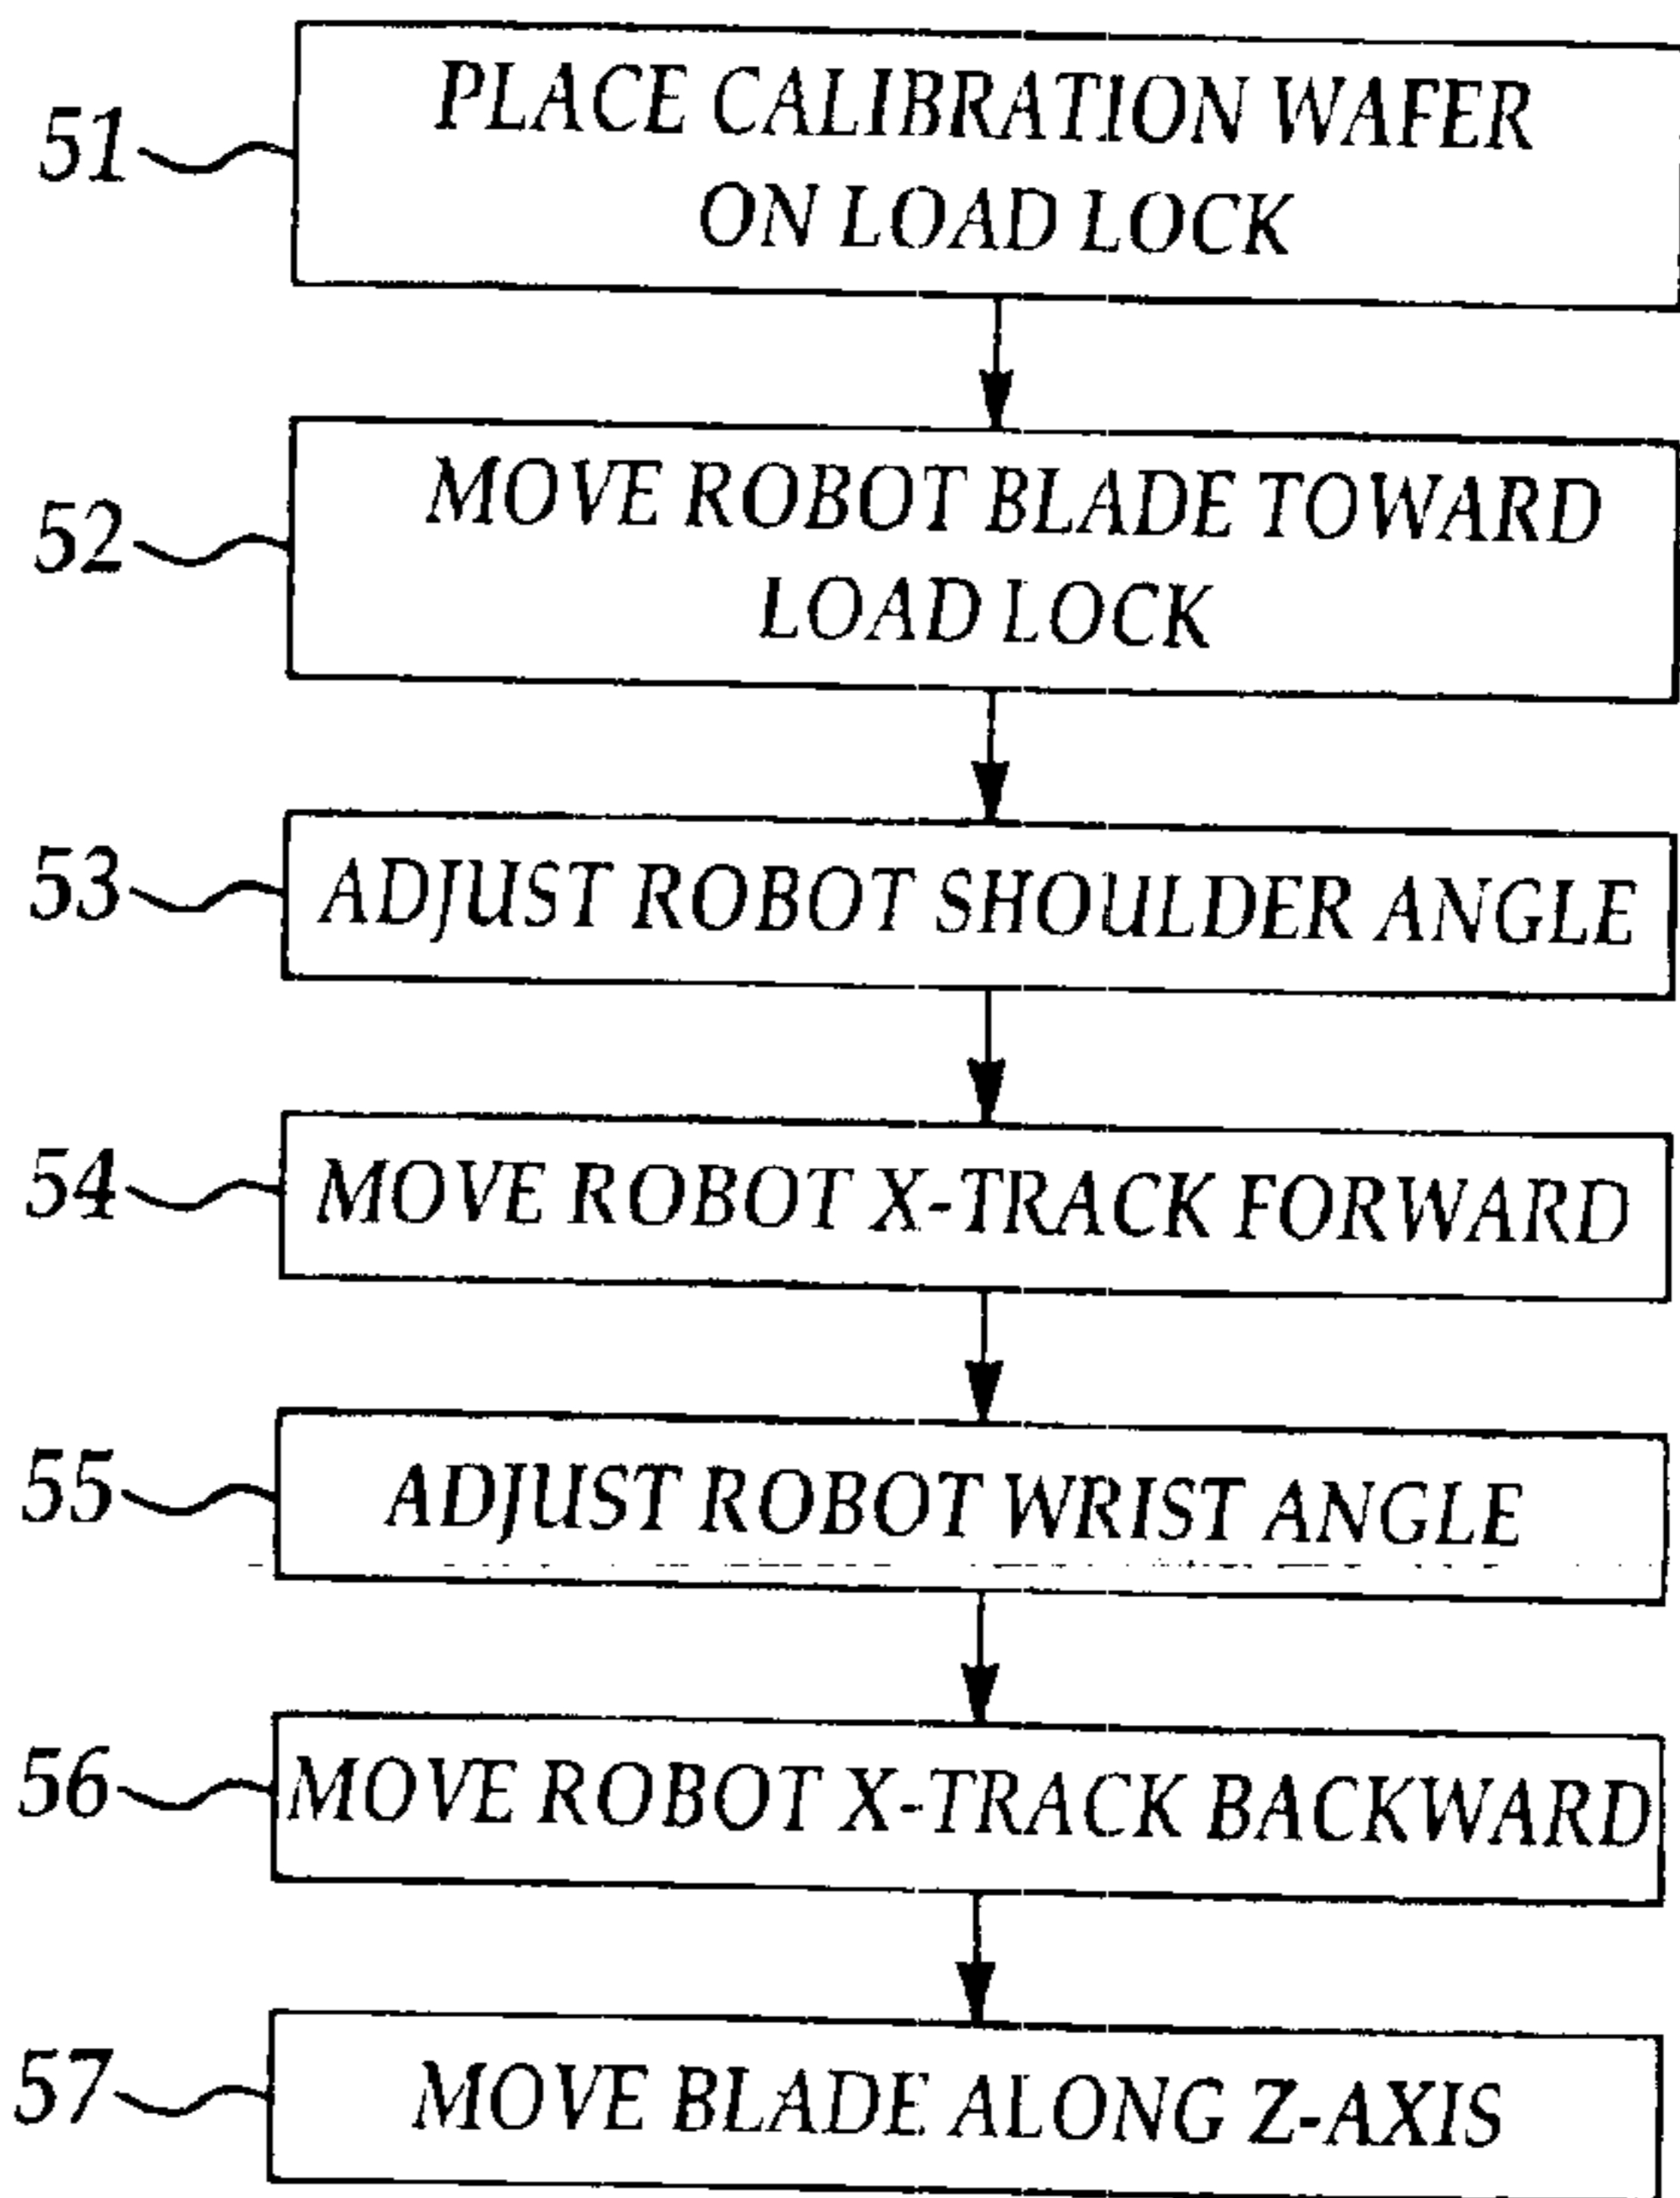 51
PLACE CALIBRATION WAFER
ON LOAD LOCK
52
MOVE ROBOT BLADE TOWARD
LOAD LOCK
53
ADJUST ROBOT SHOULDER ANGLE
54
MOVE ROBOT X-TRACK FORWARD
55
ADJUST ROBOT WRIST ANGLE
56
MOVE ROBOT X-TRACK BACKWARD
57
MOVE BLADE ALONG Z-AXIS